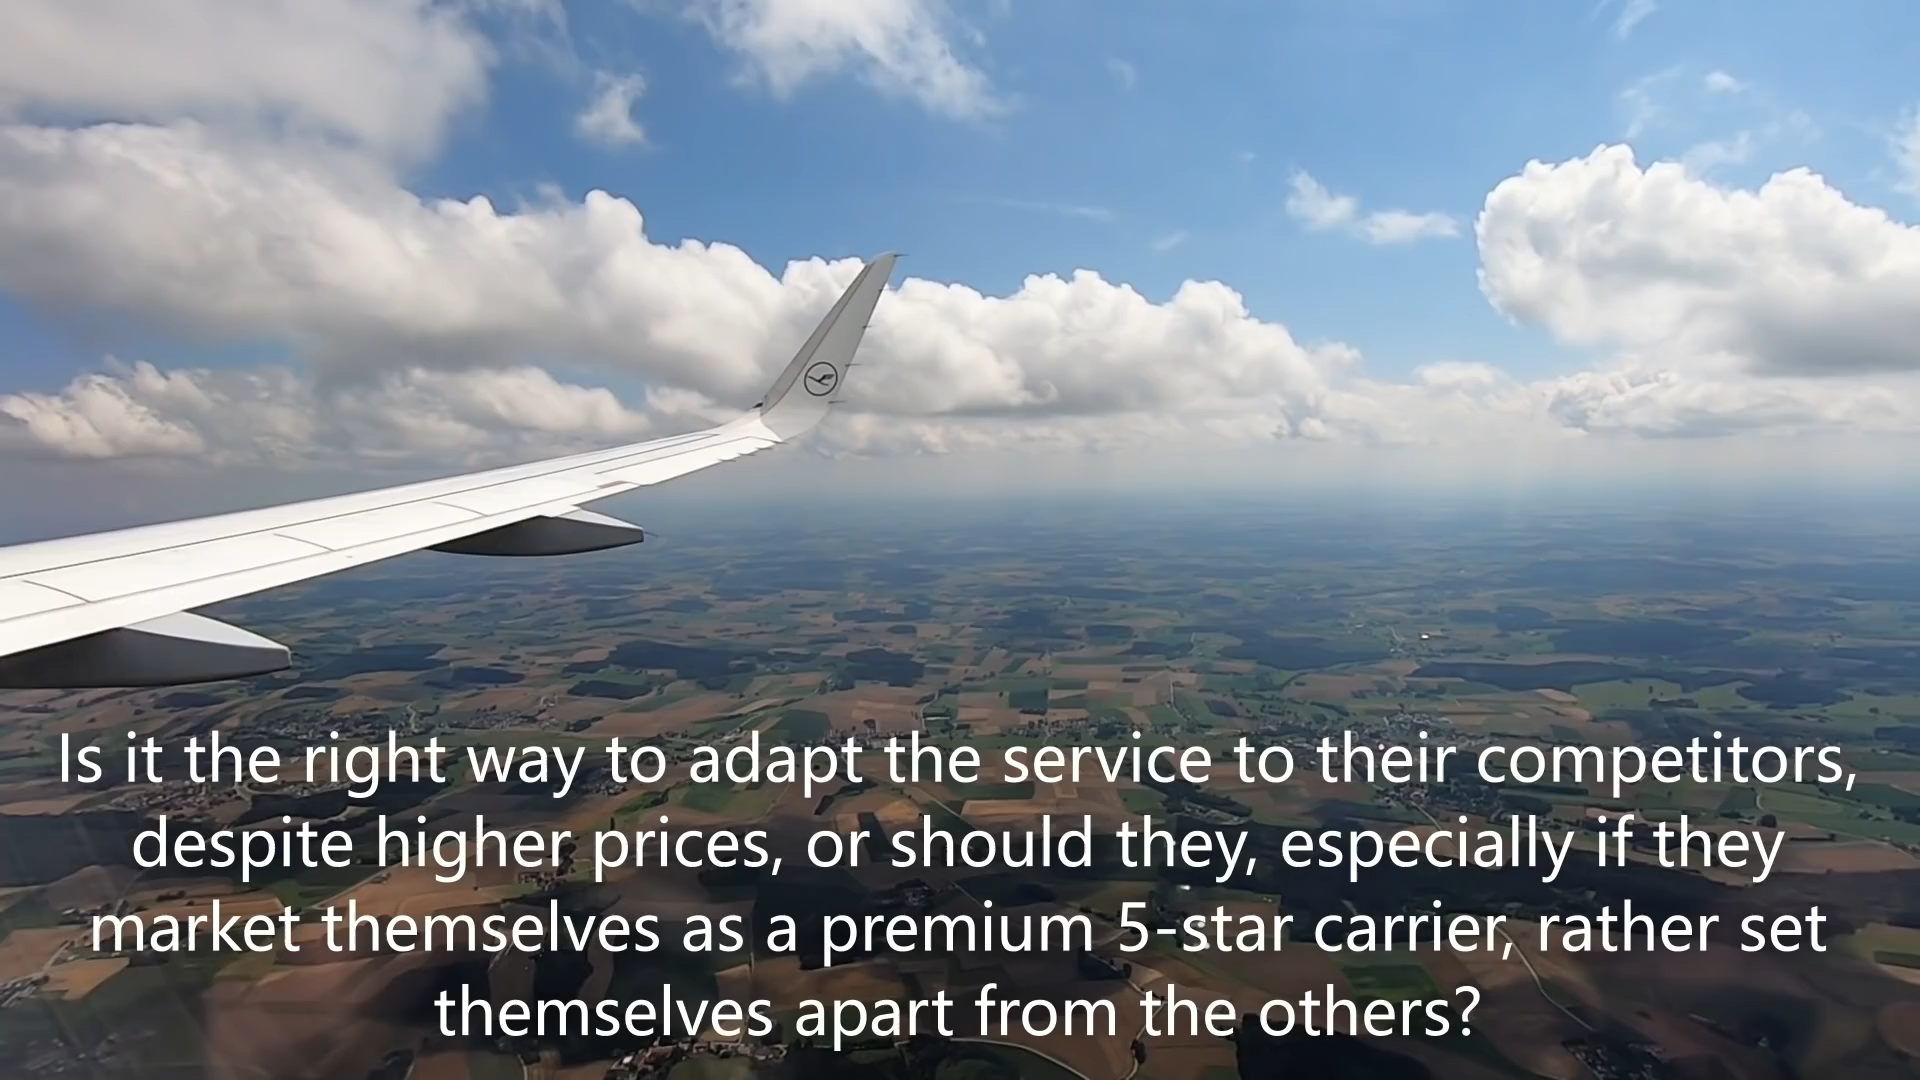 Is it the right way to adapt the service to their competitors,
despite higher prices, or should they, especially if they
market themselves as a premium 5-star carrier, rather set
themselves apart from the others?